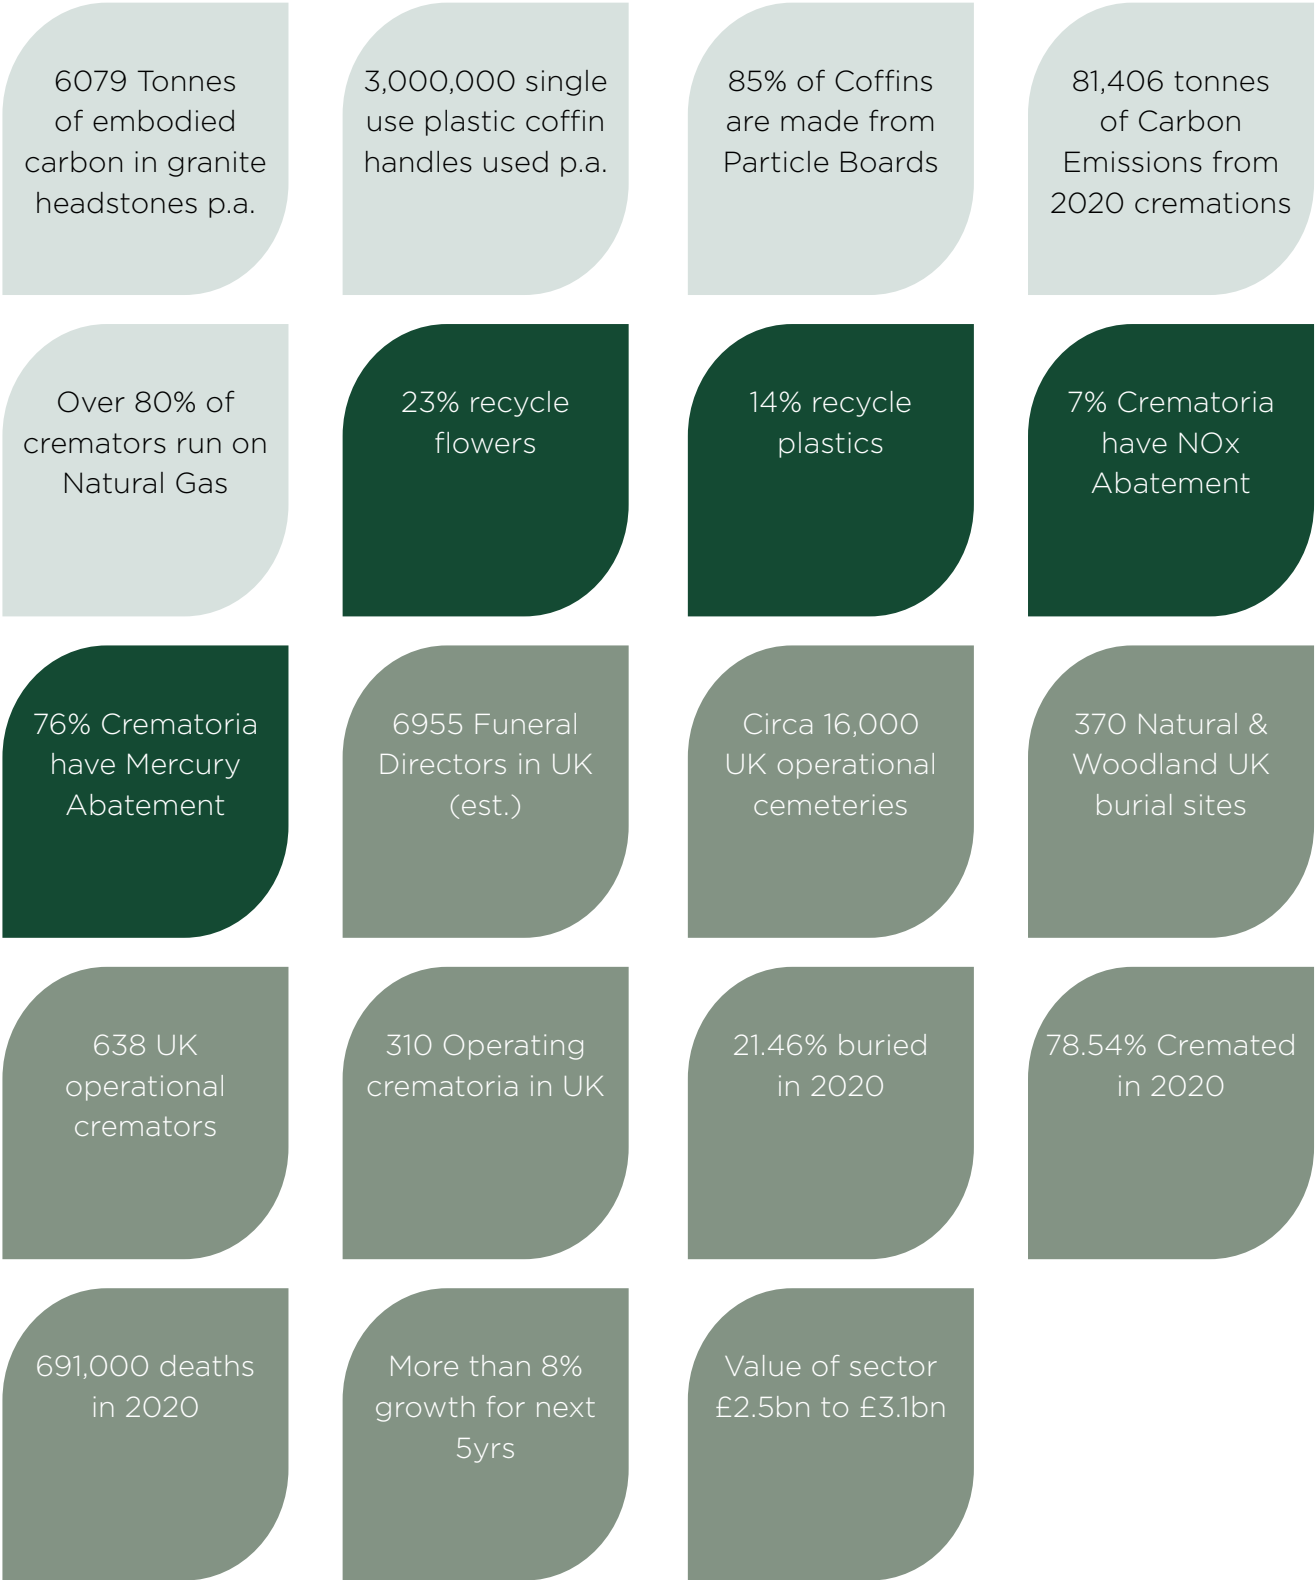 6079 Tonnes
of embodied
carbon in granite
headstones p.a.
3,000,000 single
use plastic coffin
handles used p.a.
85% of Coffins
are made from
Particle Boards
81,406 tonnes
of Carbon
Emissions from
2020 cremations
Over 80% of
cremators run on
Natural Gas
23% recycle
flowers
14% recycle
plastics
7% Crematoria
have NOx
Abatement
76% Crematoria
have Mercury
Abatement
6955 Funeral
Directors in UK
(est.)
Circa 16,000
UK operational
cemeteries
370 Natural &
Woodland UK
burial sites
638 UK
operational
cremators
310 Operating
crematoria in UK
21.46% buried
in 2020
78.54% Cremated
in 2020
691,000 deaths
in 2020
More than 8%
growth for next
5yrs
Value of sector
£2.5bn to £3.1bn